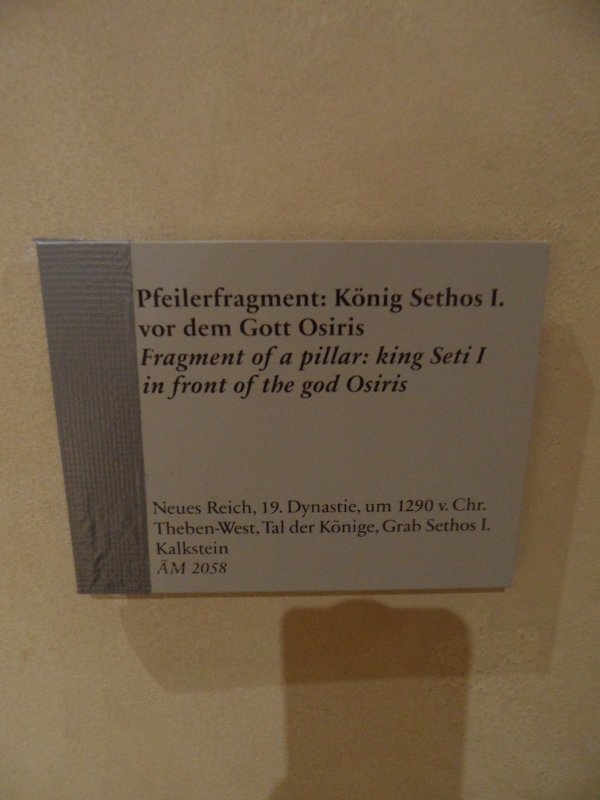 Pfeilerfragment: König Sethos I.
vor dem Gott Osiris
Fragment of a pillar: king Seti I
in front of the god Osiris
Neues Reich, 19. Dynastie, um 1290 v. Chr.
Theben-West, Tal der Könige, Grab Sethos I.
Kalkstein
ÄM 2058